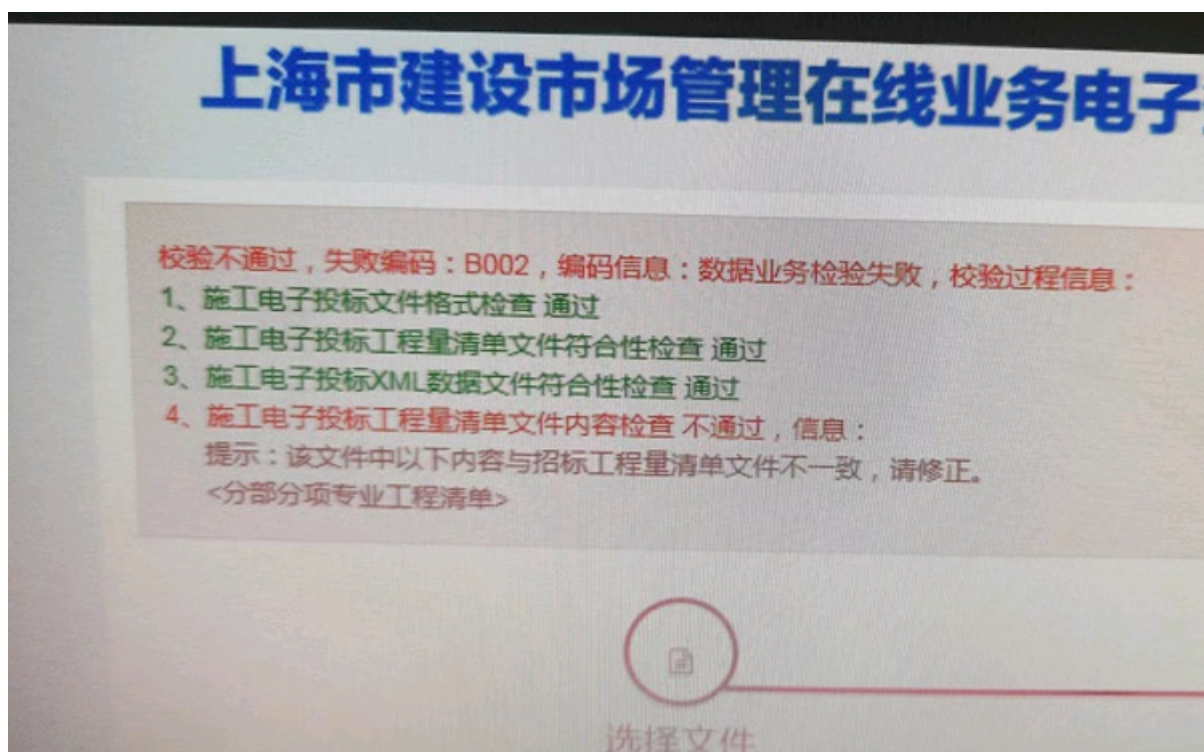 上海市建设市场管理在线业务电子
校验不通过，失败编码：B002，编码信息：数据业务检验失败，校验过程信息：
1、施工电子投标文件格式检查 通过
2、施工电子投标工程量清单文件符合性检查 通过
3、施工电子投标XML数据文件符合性检查 通过
4、施工电子投标工程量清单文件内容检查 不通过，信息：
提示：该文件中以下内容与招标工程量清单文件不一致，请修正。
<分部分项专业工程清单>
选择文件